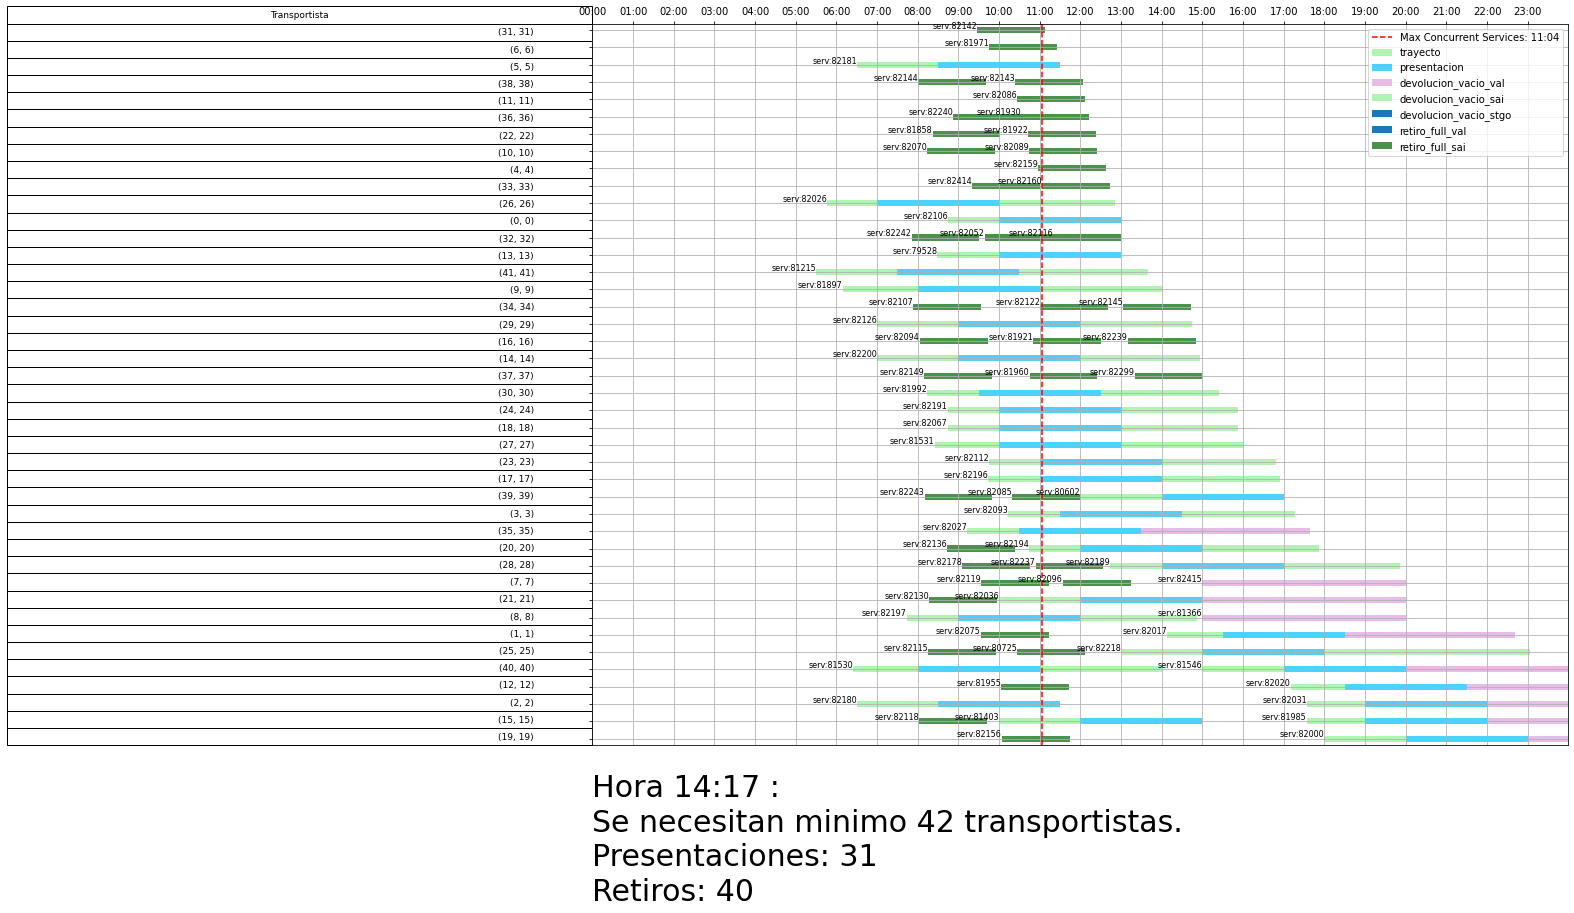 Transportista
00:00 01:00 02:00 03:00 04:00 05:00 06:00 07:00 08:00 09:00 10:00 11:00 12:00 13:00 14:00 15:00 16:00 17:00 18:00 19:00 20:00 21:00 22:00 23:00
Max Concurrent Services: 11:04
trayecto
presentacion
devolucion_vacio_val
devolucion_vacio_sai
devolucion_vacio_stgo
retiro_full_val
retiro_full_sai
(31, 31) serv:82142
(6, 6) serv:81971
(5, 5) serv:82181
(38, 38) serv:82144 serv:82143
(11, 11) serv:82086
(36, 36) serv:82240 serv:81930
(22, 22) serv:81858 serv:81922
(10, 10) serv:82070 serv:82089
(4, 4) serv:82159
(33, 33) serv:82414 serv:82160
(26, 26) serv:82026
(0, 0) serv:82106
(32, 32) serv:82242 serv:82052 serv:82116
(13, 13) serv:79528
(41, 41) serv:81215
(9, 9) serv:81897
(34, 34) serv:82107 serv:82122 serv:82145
(29, 29) serv:82126
(16, 16) serv:82094 serv:81921 serv:82239
(14, 14) serv:82200
(37, 37) serv:82149 serv:81960 serv:82299
(30, 30) serv:81992
(24, 24) serv:82191
(18, 18) serv:82067
(27, 27) serv:81531
(23, 23) serv:82112
(17, 17) serv:82196
(39, 39) serv:82243 serv:82085 serv:80602
(3, 3) serv:82093
(35, 35) serv:82027
(20, 20) serv:82136 serv:82194
(28, 28) serv:82178 serv:82237 serv:82189
(7, 7) serv:82119 serv:82096 serv:82415
(21, 21) serv:82130 serv:82036
(8, 8) serv:82197 serv:81366
(1, 1) serv:82075 serv:82017
(25, 25) serv:82115 serv:80725 serv:82218
(40, 40) serv:81530 serv:81546
(12, 12) serv:81955 serv:82020
(2, 2) serv:82180 serv:82031
(15, 15) serv:82118 serv:81403 serv:81985
(19, 19) serv:82156 serv:82000
Hora 14:17 :
Se necesitan minimo 42 transportistas.
Presentaciones: 31
Retiros: 40